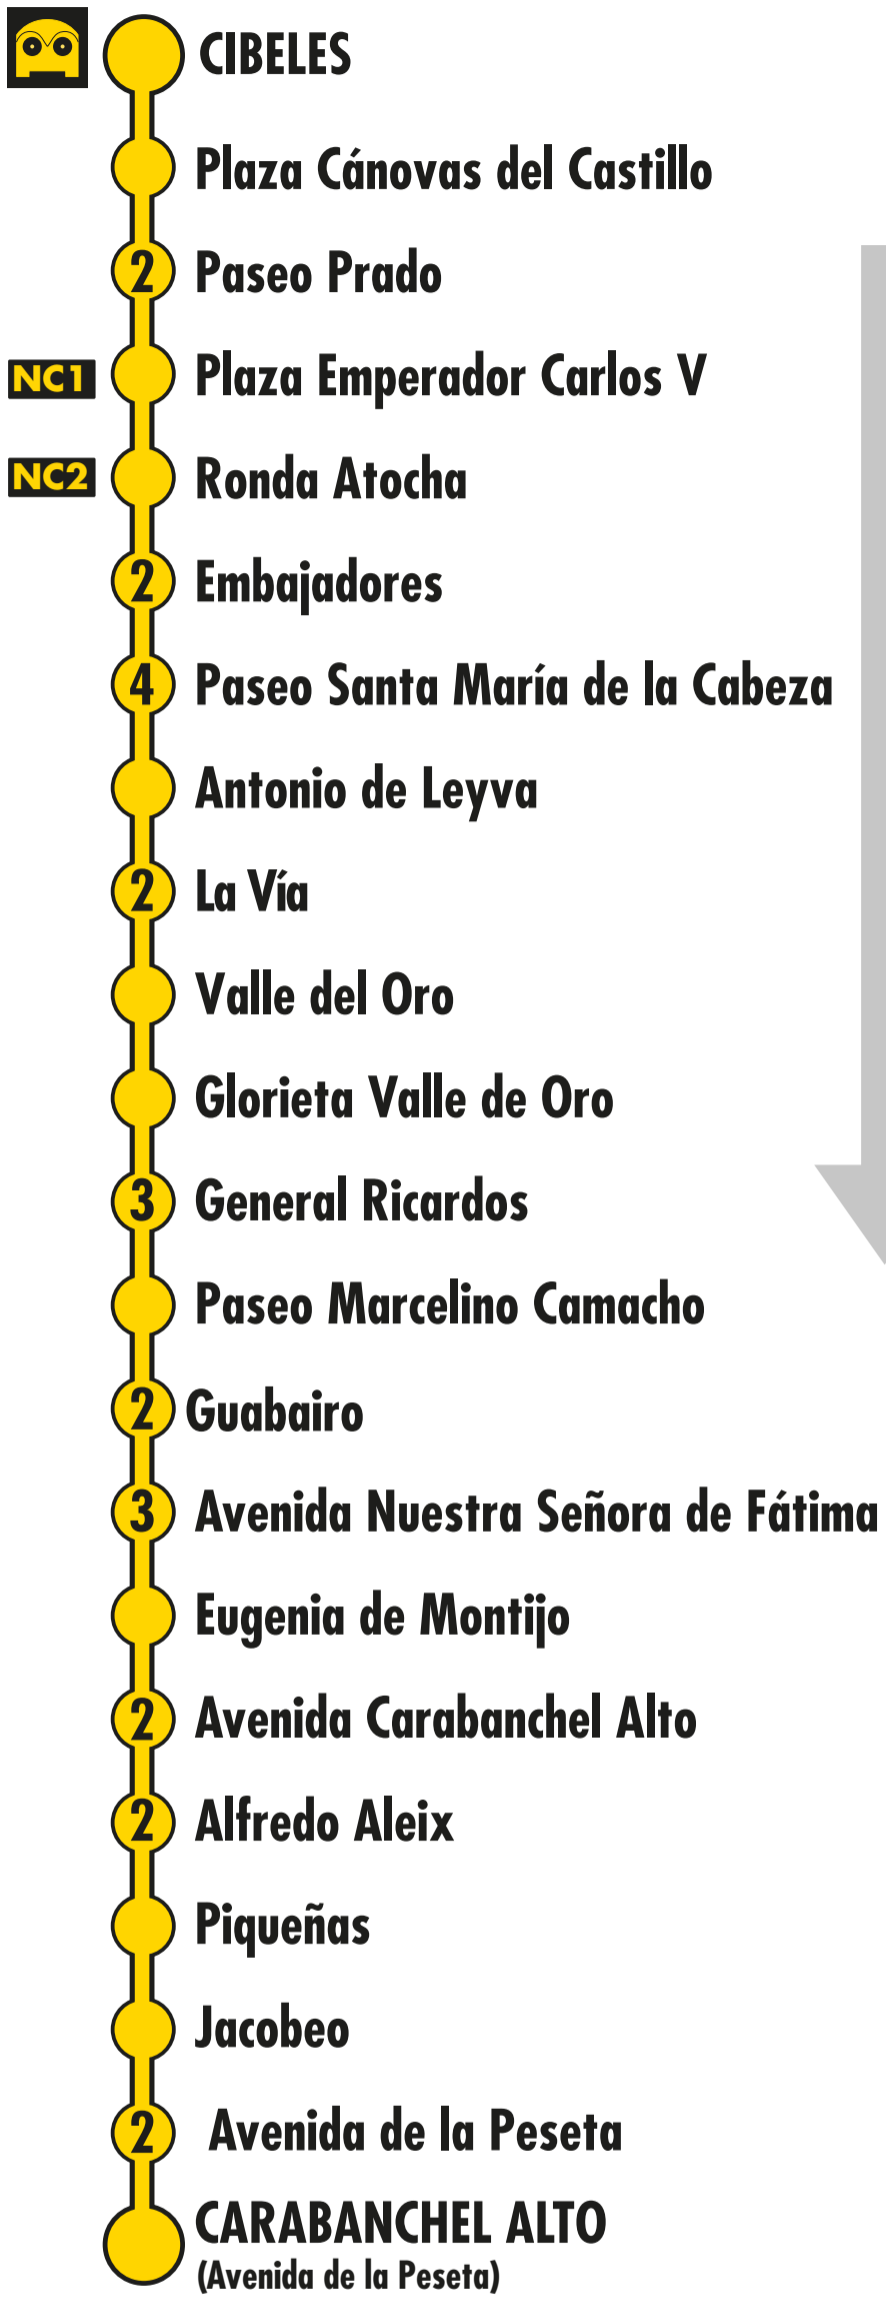 CIBELES
Plaza Cánovas del Castillo
2 Paseo Prado
NC1 Plaza Emperador Carlos V
NC2 Ronda Atocha
2 Embajadores
4 Paseo Santa María de la Cabeza
Antonio de Leyva
2 La Vía
Valle del Oro
Glorieta Valle de Oro
3 General Ricardos
Paseo Marcelino Camacho
2 Guabairo
3 Avenida Nuestra Señora de Fátima
Eugenia de Montijo
2 Avenida Carabanchel Alto
2 Alfredo Aleix
Piqueñas
Jacobeo
2 Avenida de la Peseta
CARABANCHEL ALTO
(Avenida de la Peseta)